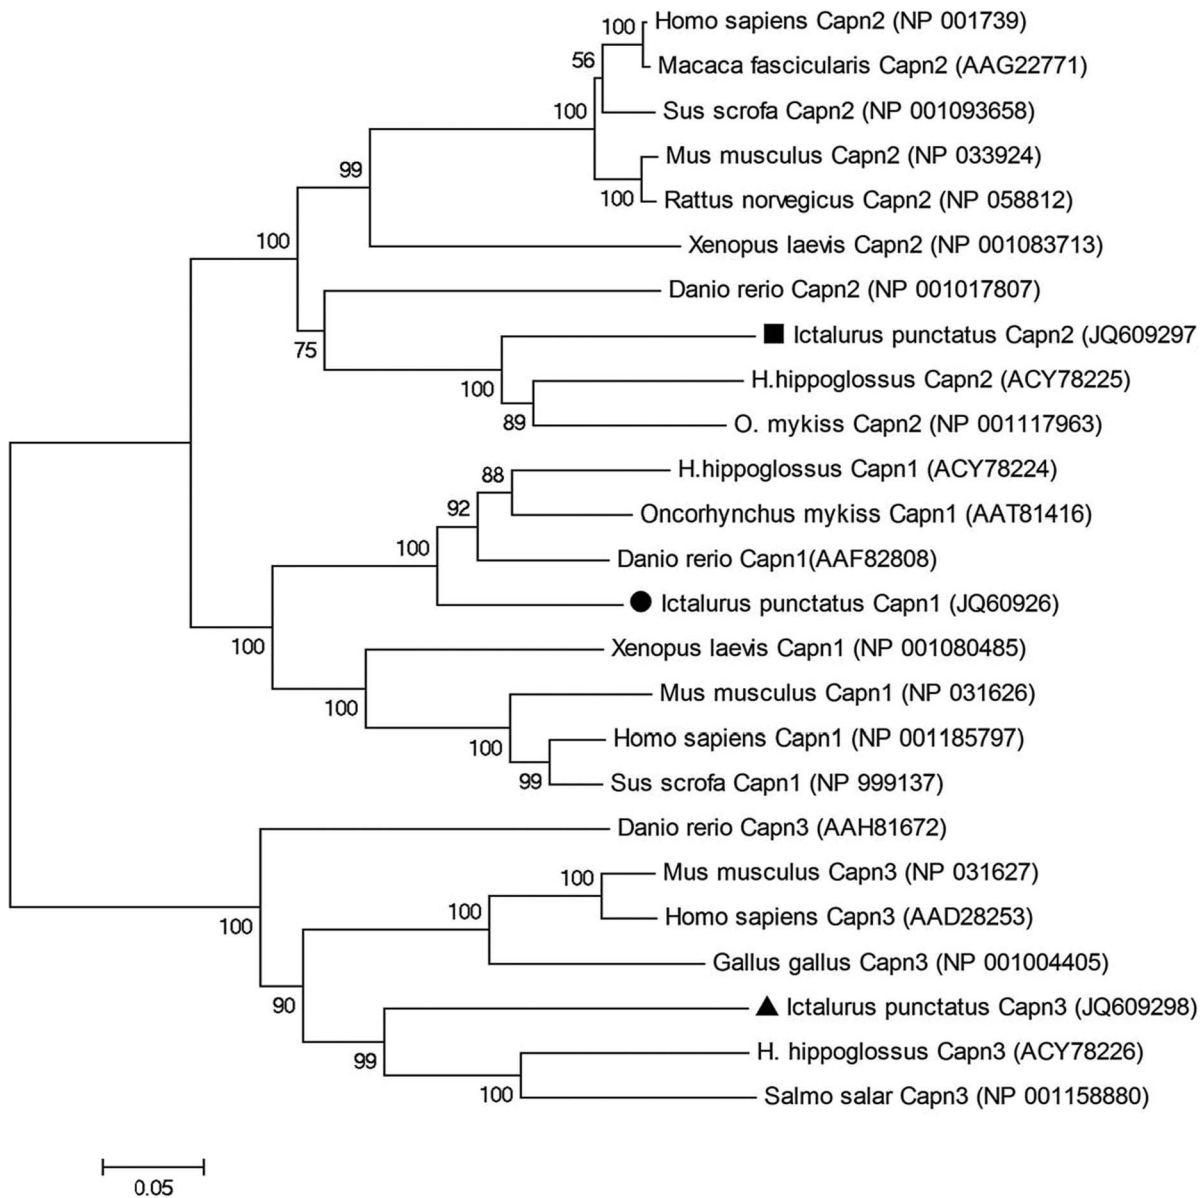 100 Homo sapiens Capn2 (NP 001739)
56
Macaca fascicularis Capn2 (AAG22771)
100
Sus scrofa Capn2 (NP 001093658)
Mus musculus Capn2 (NP 033924)
99
100
Rattus norvegicus Capn2 (NP 058812)
100
Xenopus laevis Capn2 (NP 001083713)
Danio rerio Capn2 (NP 001017807)
Ictalurus punctatus Capn2 (JQ609297
75
H.hippoglossus Capn2 (ACY78225)
100
89
O. mykiss Capn2 (NP 001117963)
H.hippoglossus Capn1 (ACY78224)
88
92
Oncorhynchus mykiss Capn1 (AAT81416)
100
Danio rerio Capn1(AAF82808)
Ictalurus punctatus Capn1 (JQ60926)
100
Xenopus laevis Capn1 (NP 001080485)
Mus musculus Capn1 (NP 031626)
100
Homo sapiens Capn1 (NP 001185797)
100
99
Sus scrofa Capn1 (NP 999137)
Danio rerio Capn3 (AAH81672)
Mus musculus Capn3 (NP 031627)
100
100
Homo sapiens Capn3 (AAD28253)
100
Gallus gallus Capn3 (NP 001004405)
90
Ictalurus punctatus Capn3 (JQ609298)
H. hippoglossus Capn3 (ACY78226)
99
100
Salmo salar Capn3 (NP 001158880)
0.05